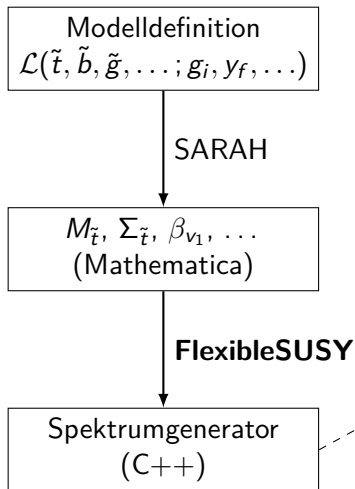 Modelldefinition
ℒ(t̃, b̃, g̃, …; gᵢ, y_f, …)
SARAH
M_t̃, Σ_t̃, β_v₁, …
(Mathematica)
FlexibleSUSY
Spektrumgenerator
(C++)